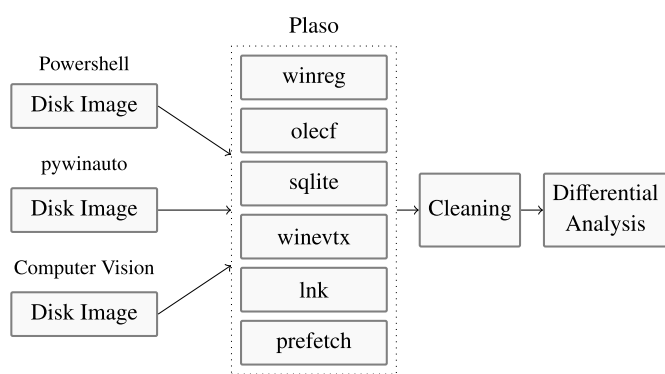 Plaso
Powershell
Disk Image
pywinauto
Disk Image
Computer Vision
Disk Image
winreg
olecf
sqlite
winevtx
lnk
prefetch
Cleaning
Differential
Analysis